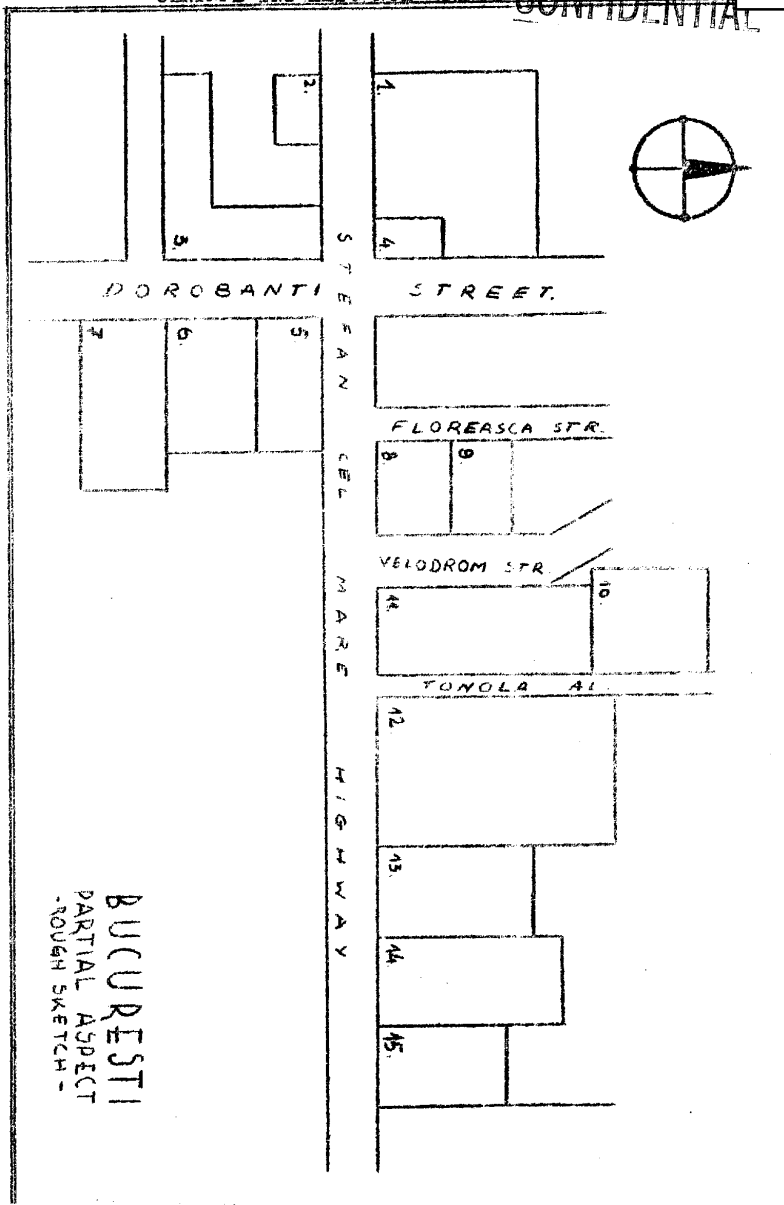 CONFIDENTIAL
1.
2.
3.
4.
STEFAN CEL MARE HIGHWAY
DOROBANTI STREET.
5.
6.
7.
FLOREASCA STR.
8.
9.
VELODROM STR.
10.
11.
TONOLA AL.
12.
13.
14.
15.
BUCURESTI
PARTIAL ASPECT
-ROUGH SKETCH-